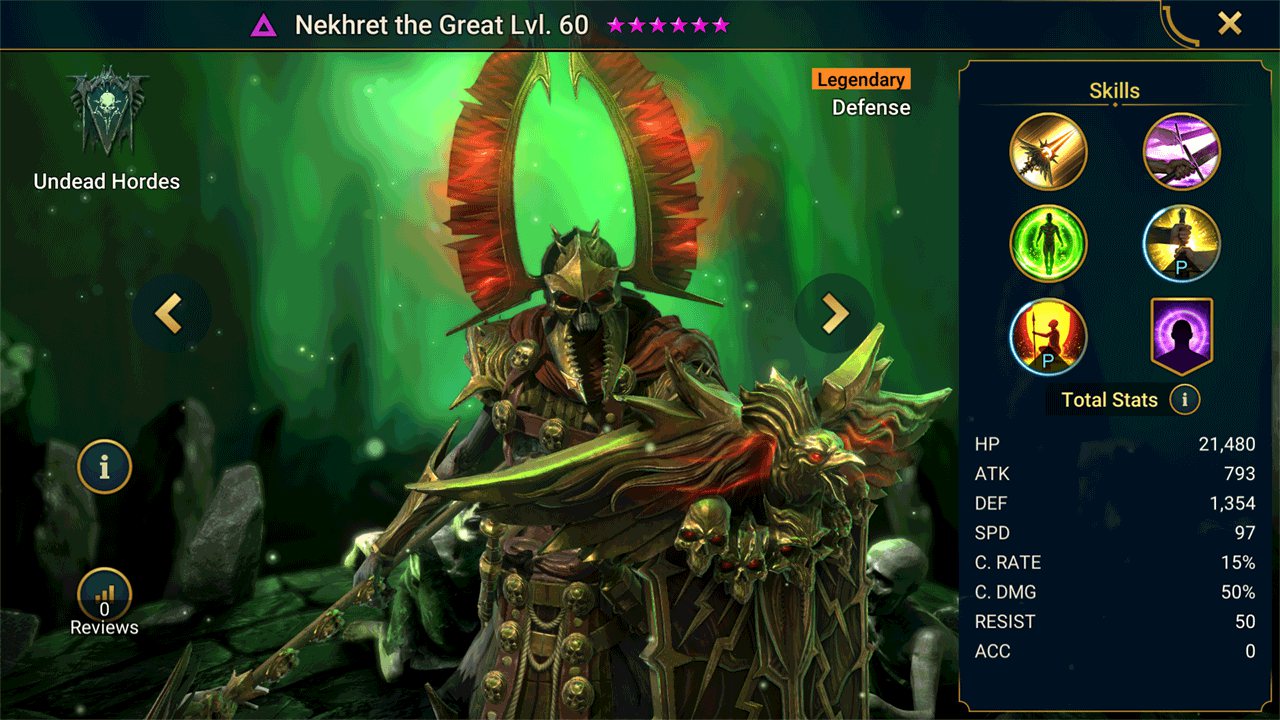 Nekhret the Great Lvl. 60
Legendary
Defense
Undead Hordes
0
Reviews
Skills
P
P
Total Stats
HP 21,480
ATK 793
DEF 1,354
SPD 97
C. RATE 15%
C. DMG 50%
RESIST 50
ACC 0